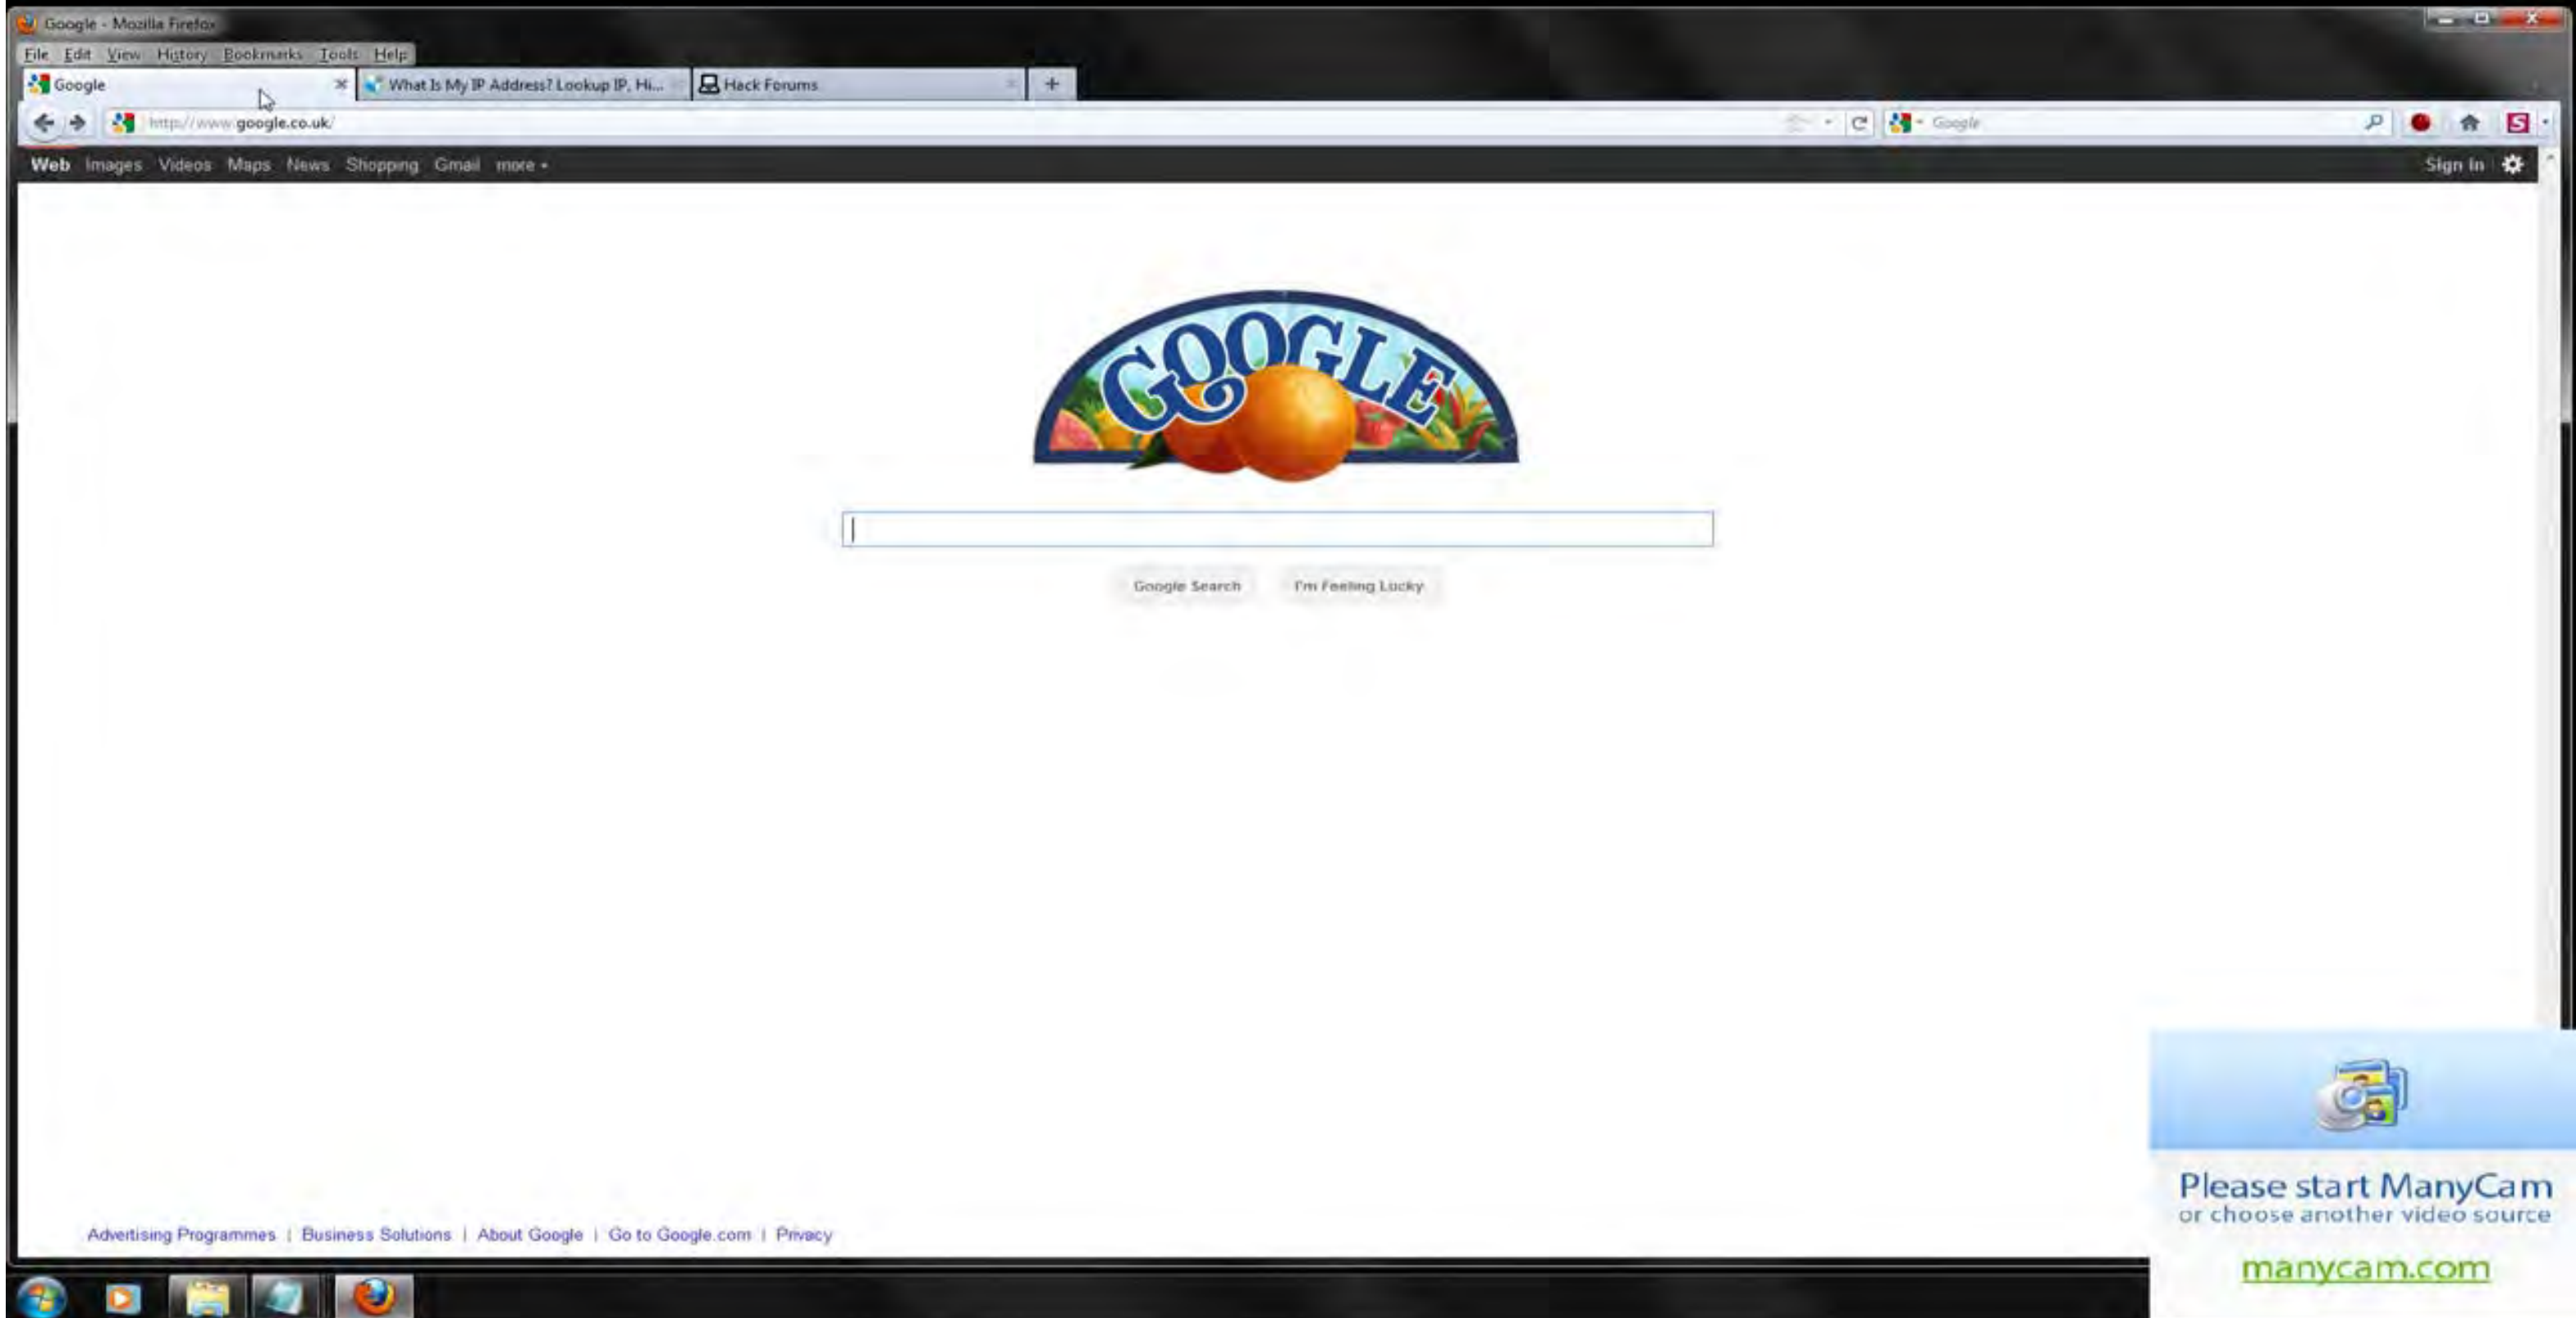 Google - Mozilla Firefox
File Edit View History Bookmarks Tools Help
Google
What Is My IP Address? Lookup IP, Hi...
Hack Forums
http://www.google.co.uk/
Google
Web Images Videos Maps News Shopping Gmail more
Sign in
GOOGLE
Google Search
I'm Feeling Lucky
Advertising Programmes | Business Solutions | About Google | Go to Google.com | Privacy
Please start ManyCam
or choose another video source
manycam.com